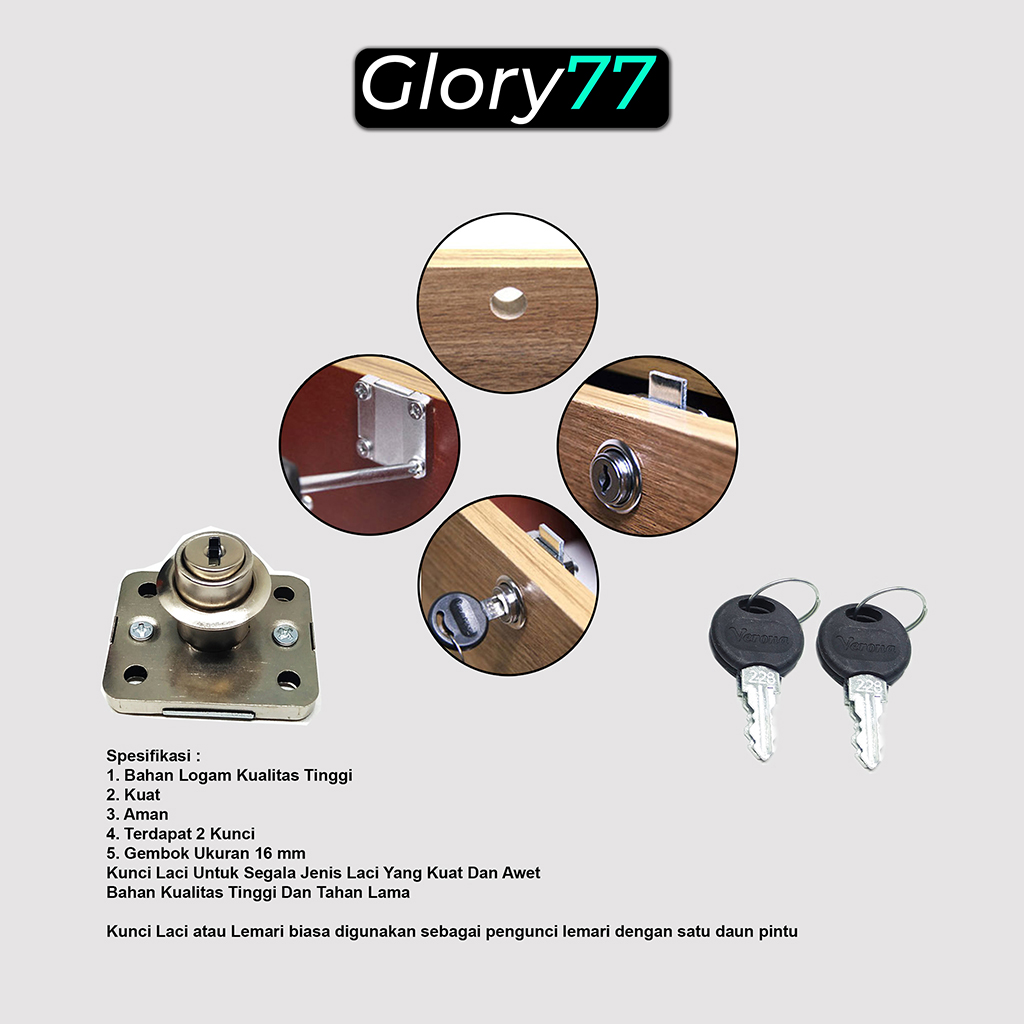 Glory77
Verona
Verona
228
228
Spesifikasi :
1. Bahan Logam Kualitas Tinggi
2. Kuat
3. Aman
4. Terdapat 2 Kunci
5. Gembok Ukuran 16 mm
Kunci Laci Untuk Segala Jenis Laci Yang Kuat Dan Awet
Bahan Kualitas Tinggi Dan Tahan Lama
Kunci Laci atau Lemari biasa digunakan sebagai pengunci lemari dengan satu daun pintu